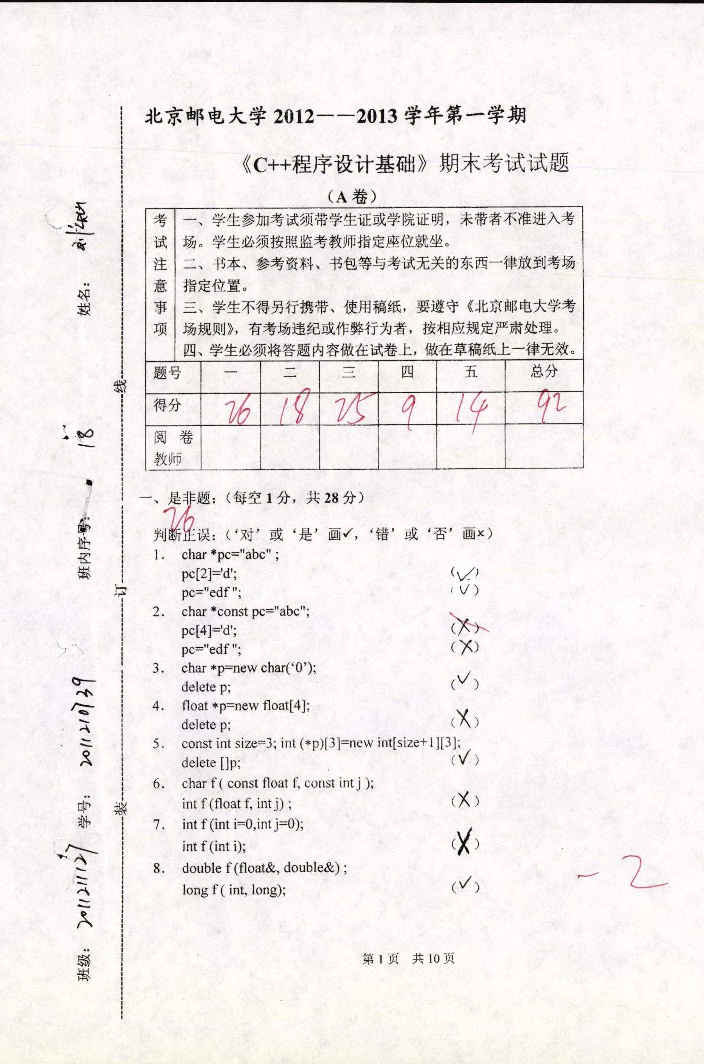 北京邮电大学 2012——2013 学年第一学期
《C++程序设计基础》期末考试试题
（A 卷）
考试注意事项
一、学生参加考试须带学生证或学院证明，未带者不准进入考
场。学生必须按照监考教师指定座位就坐。
二、书本、参考资料、书包等与考试无关的东西一律放到考场
指定位置。
三、学生不得另行携带、使用稿纸，要遵守《北京邮电大学考
场规则》，有考场违纪或作弊行为者，按相应规定严肃处理。
四、学生必须将答题内容做在试卷上，做在草稿纸上一律无效。
题号 一 二 三 四 五 总分
得分 26 18 25 9 14 92
阅 卷
教师
一、是非题：（每空 1 分，共 28 分）
26
判断正误：（‘对’或‘是’画✓，‘错’或‘否’画×）
1. char *pc="abc" ;
pc[2]='d'; (✓)
pc="edf "; (✓)
2. char *const pc="abc";
pc[4]='d'; (X)
pc="edf "; (X)
3. char *p=new char(‘0’);
delete p; (✓)
4. float *p=new float[4];
delete p; (X)
5. const int size=3; int (*p)[3]=new int[size+1][3];
delete []p; (✓)
6. char f ( const float f, const int j );
int f (float f, int j) ; (X)
7. int f (int i=0,int j=0);
int f (int i); (X)
8. double f (float&, double&) ;
long f ( int, long); (✓)
-2
第 1 页 共 10 页
姓名：
班内序号： 18
学号： 2011210739
班级： 2011211127
线
订
装